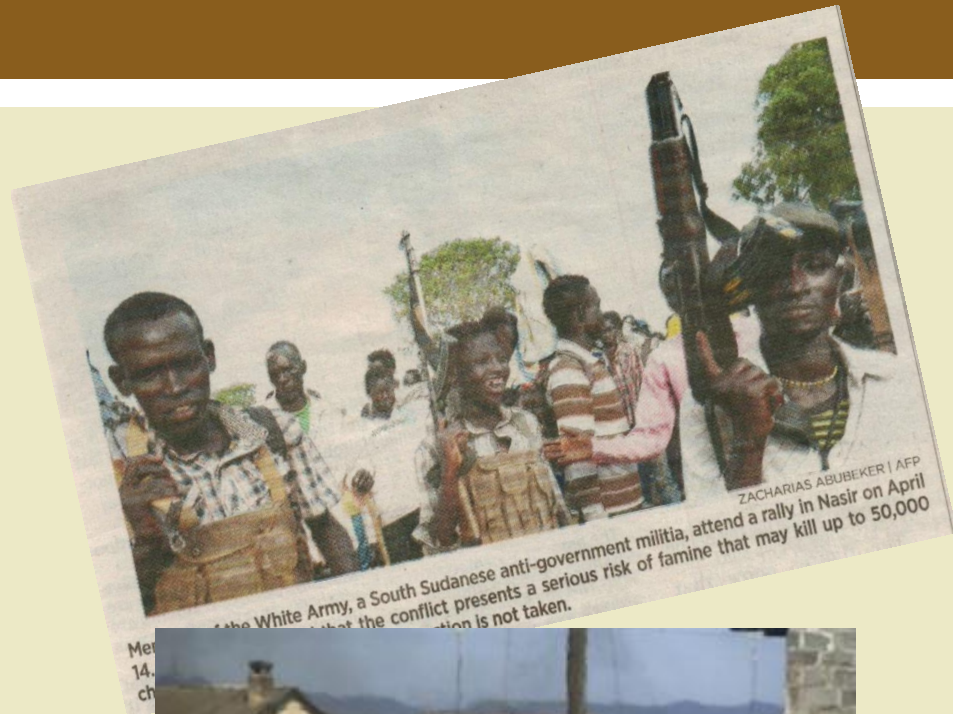 ZACHARIAS ABUBEKER | AFP
the White Army, a South Sudanese anti-government militia, attend a rally in Nasir on April
14. that the conflict presents a serious risk of famine that may kill up to 50,000
is not taken.